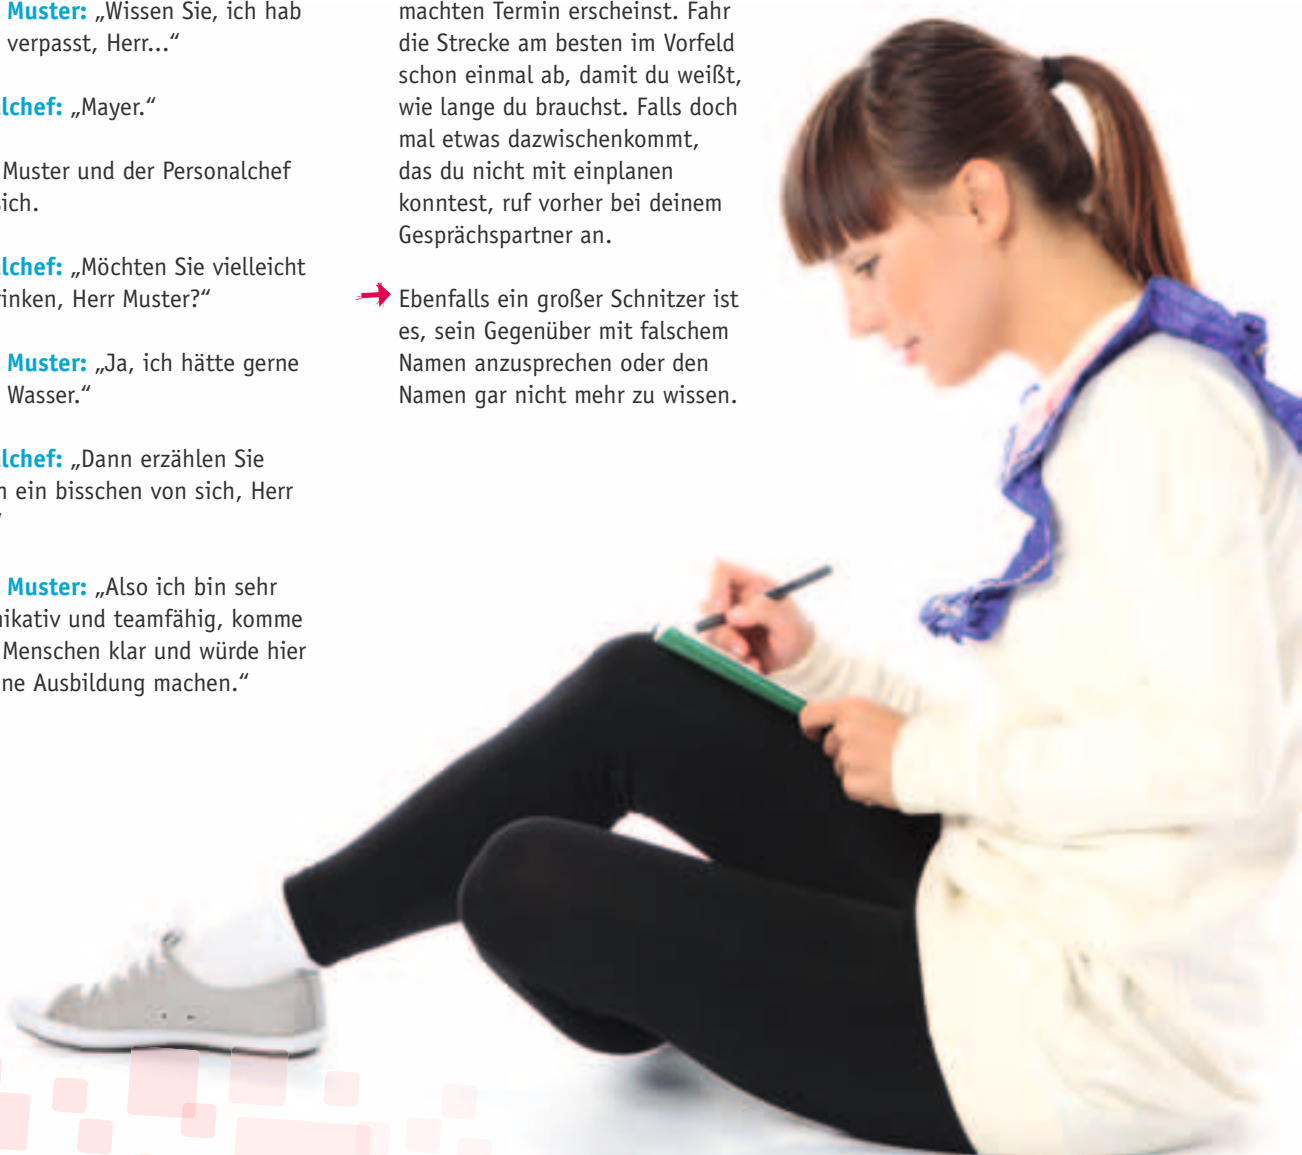 Muster: „Wissen Sie, ich hab
verpasst, Herr...“
lchef: „Mayer.“
Muster und der Personalchef
sich.
lchef: „Möchten Sie vielleicht
rinken, Herr Muster?“
Muster: „Ja, ich hätte gerne
Wasser.“
lchef: „Dann erzählen Sie
ein bisschen von sich, Herr
Muster: „Also ich bin sehr
ikativ und teamfähig, komme
Menschen klar und würde hier
ne Ausbildung machen.“
machten Termin erscheinst. Fahr
die Strecke am besten im Vorfeld
schon einmal ab, damit du weißt,
wie lange du brauchst. Falls doch
mal etwas dazwischenkommt,
das du nicht mit einplanen
konntest, ruf vorher bei deinem
Gesprächspartner an.
Ebenfalls ein großer Schnitzer ist
es, sein Gegenüber mit falschem
Namen anzusprechen oder den
Namen gar nicht mehr zu wissen.